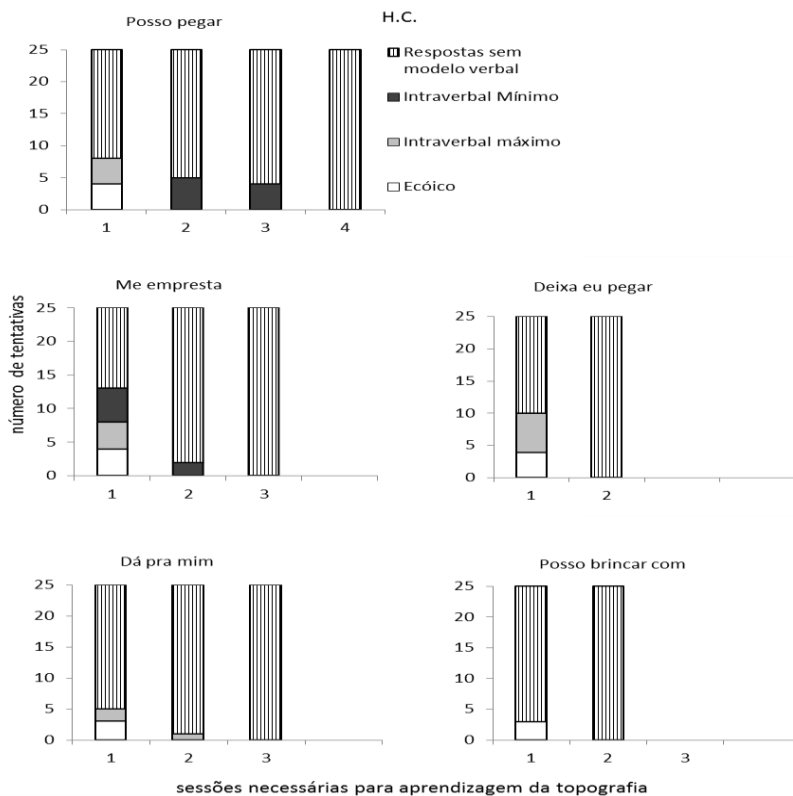 H.C.
Posso pegar
25
20
15
10
5
0
1 2 3 4
Respostas sem
modelo verbal
Intraverbal Mínimo
Intraverbal máximo
Ecóico
número de tentativas
Me empresta
25
20
15
10
5
0
1 2 3
Deixa eu pegar
25
20
15
10
5
0
1 2
Dá pra mim
25
20
15
10
5
0
1 2 3
Posso brincar com
25
20
15
10
5
0
1 2 3
sessões necessárias para aprendizagem da topografia